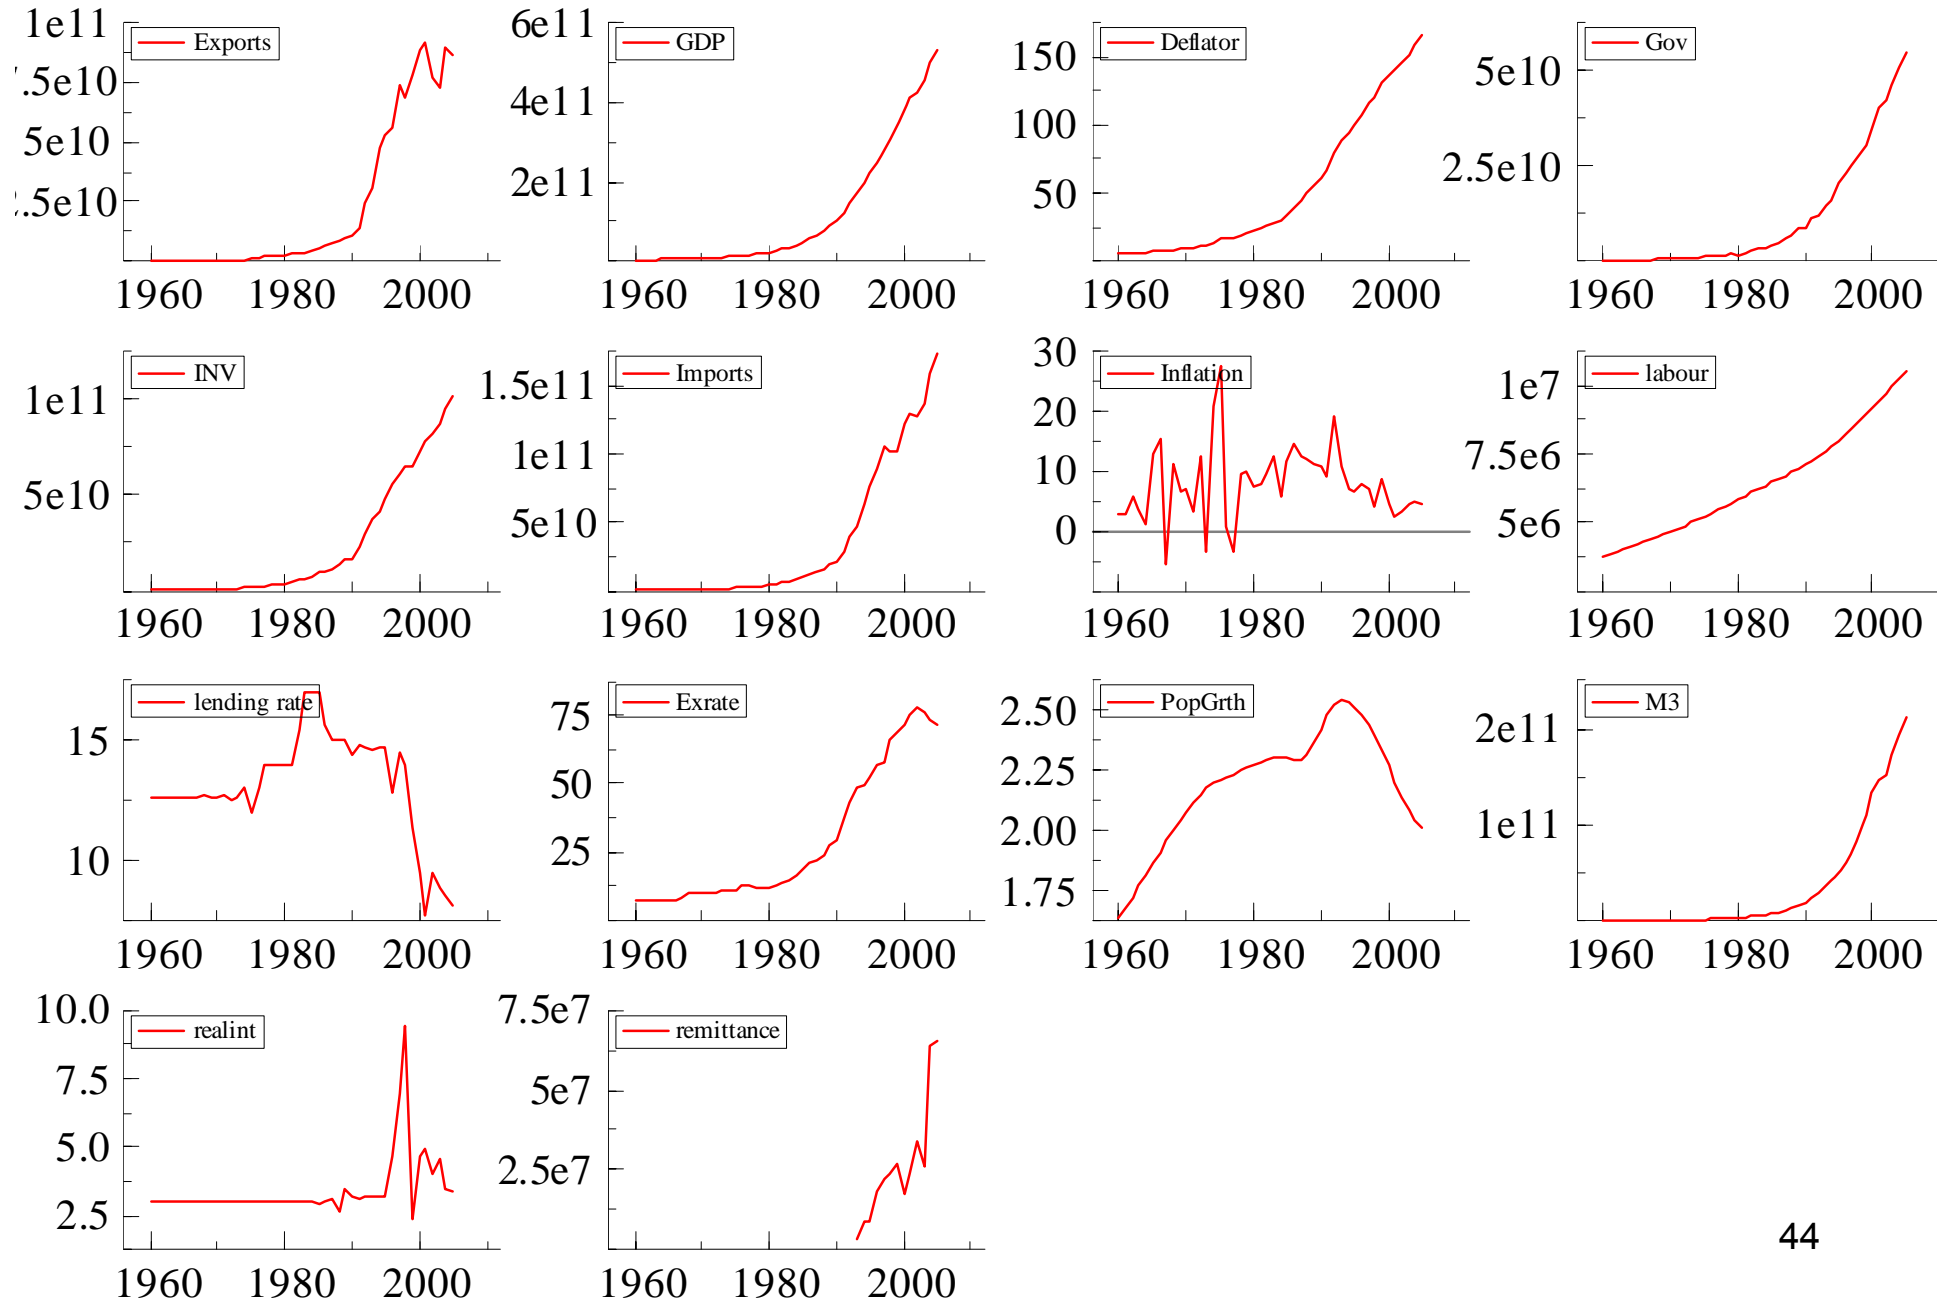 1e11 Exports 6e11 GDP 150 Deflator Gov
.5e10 4e11 100 5e10
5e10 2e11 50 2.5e10
.5e10
1960 1980 2000 1960 1980 2000 1960 1980 2000 1960 1980 2000
INV Imports 30 Inflation labour
1e11 1.5e11 20 1e7
5e10 1e11 10 7.5e6
5e10 0 5e6
1960 1980 2000 1960 1980 2000 1960 1980 2000 1960 1980 2000
lending rate Exrate PopGrth M3
15 75 2.50 2e11
10 50 2.25 1e11
25 2.00
1.75
1960 1980 2000 1960 1980 2000 1960 1980 2000 1960 1980 2000
10.0 realint 7.5e7 remittance
7.5 5e7
5.0 2.5e7
2.5
1960 1980 2000 1960 1980 2000
44